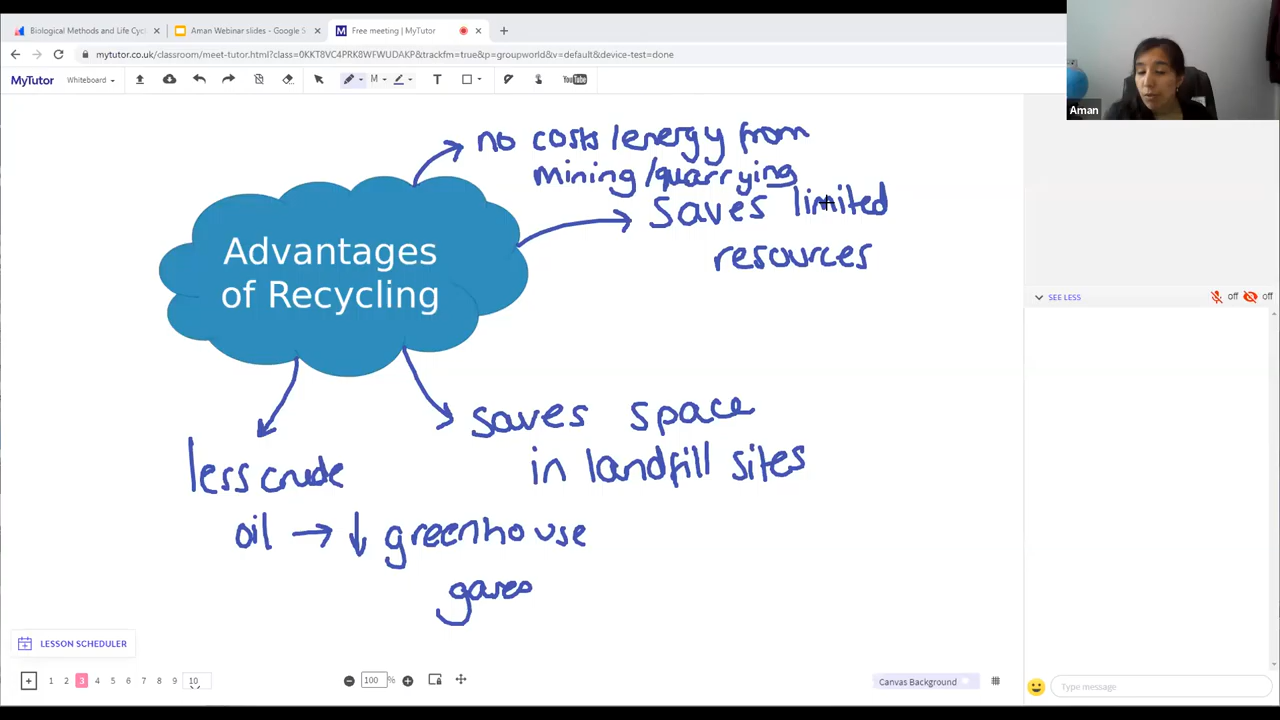 Biological Methods and Life Cyc
Aman Webinar slides - Google S
Free meeting | MyTutor
mytutor.co.uk/classroom/meet-tutor.html?class=0KKT8VC4PRK8WFWUDAKP&trackfm=true&p=groupworld&v=default&device-test=done
MyTutor
Whiteboard
M
T
YouTube
Aman
no costs/energy from
mining/quarrying
saves limited
resources
Advantages
of Recycling
SEE LESS
off
off
saves space
in landfill sites
less crude
oil → ↓ greenhouse
gases
LESSON SCHEDULER
1 2 3 4 5 6 7 8 9 10
100 %
Canvas Background
Type message